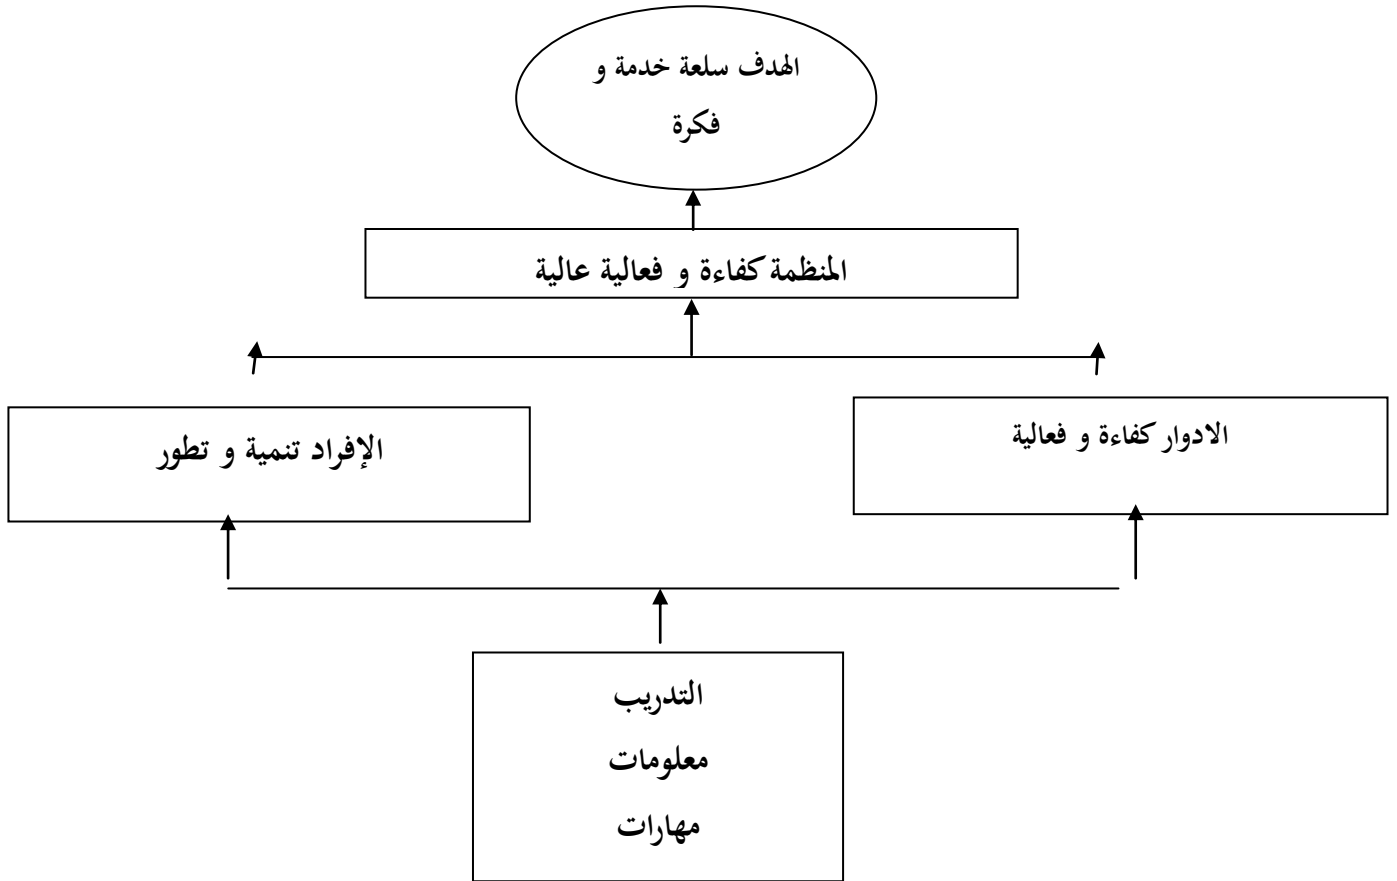 الهدف سلعة خدمة و
فكرة
المنظمة كفاءة و فعالية عالية
الادوار كفاءة و فعالية
الإفراد تنمية و تطور
التدريب
معلومات
مهارات